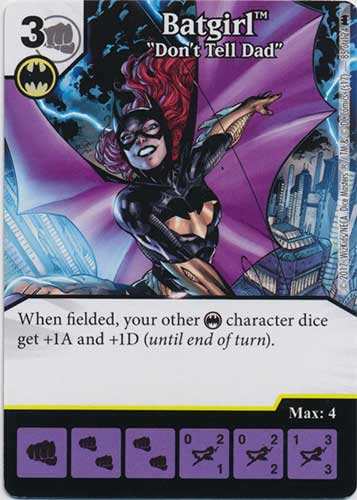 3
Batgirl™
"Don't Tell Dad"
When fielded, your other character dice
get +1A and +1D (until end of turn).
Max: 4
0 2
1
0 2
2
1 3
3